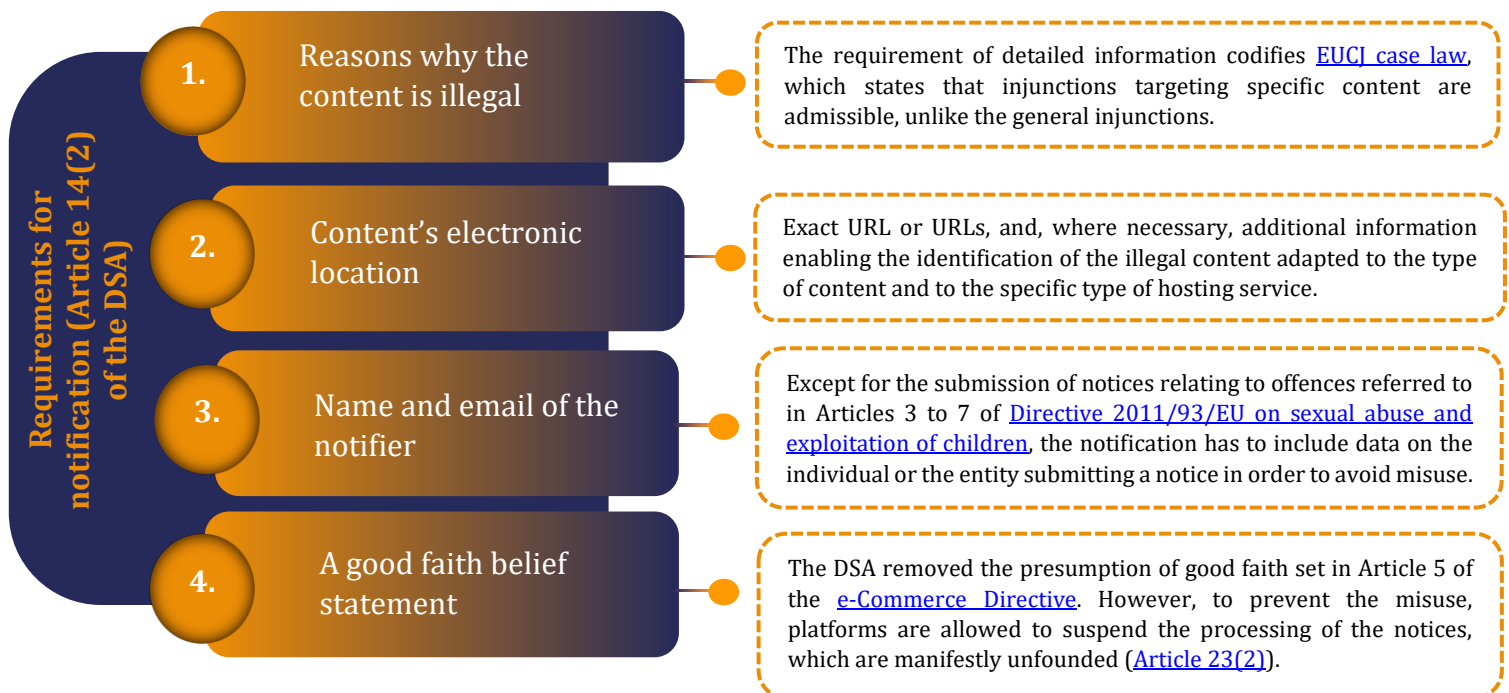 Requirements for
notification (Article 14(2)
of the DSA)
1.
Reasons why the
content is illegal
The requirement of detailed information codifies EUCJ case law,
which states that injunctions targeting specific content are
admissible, unlike the general injunctions.
2.
Content’s electronic
location
Exact URL or URLs, and, where necessary, additional information
enabling the identification of the illegal content adapted to the type
of content and to the specific type of hosting service.
3.
Name and email of the
notifier
Except for the submission of notices relating to offences referred to
in Articles 3 to 7 of Directive 2011/93/EU on sexual abuse and
exploitation of children, the notification has to include data on the
individual or the entity submitting a notice in order to avoid misuse.
4.
A good faith belief
statement
The DSA removed the presumption of good faith set in Article 5 of
the e-Commerce Directive. However, to prevent the misuse,
platforms are allowed to suspend the processing of the notices,
which are manifestly unfounded (Article 23(2)).